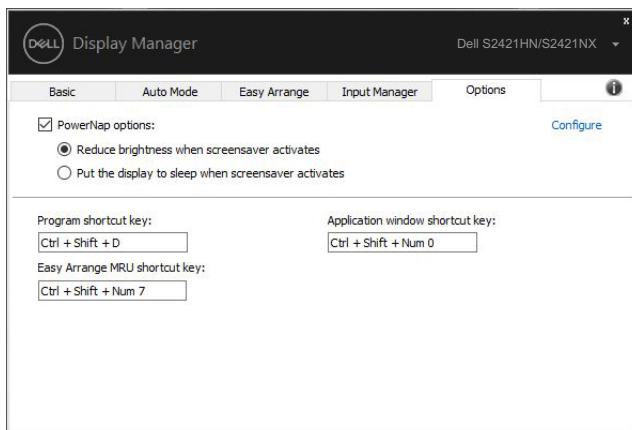 x
DELL Display Manager Dell S2421HN/S2421NX
Basic Auto Mode Easy Arrange Input Manager Options
PowerNap options: Configure
Reduce brightness when screensaver activates
Put the display to sleep when screensaver activates
Program shortcut key: Application window shortcut key:
Ctrl + Shift + D Ctrl + Shift + Num 0
Easy Arrange MRU shortcut key:
Ctrl + Shift + Num 7